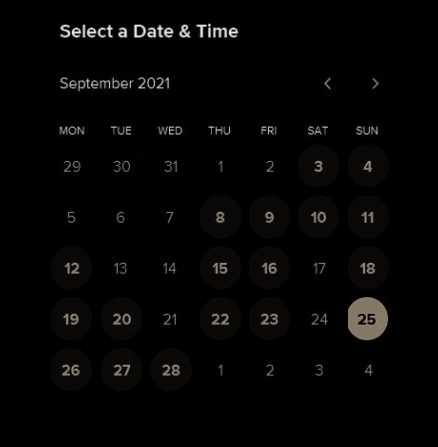 Select a Date & Time
September 2021
MON TUE WED THU FRI SAT SUN
29 30 31 1 2 3 4
5 6 7 8 9 10 11
12 13 14 15 16 17 18
19 20 21 22 23 24 25
26 27 28 1 2 3 4